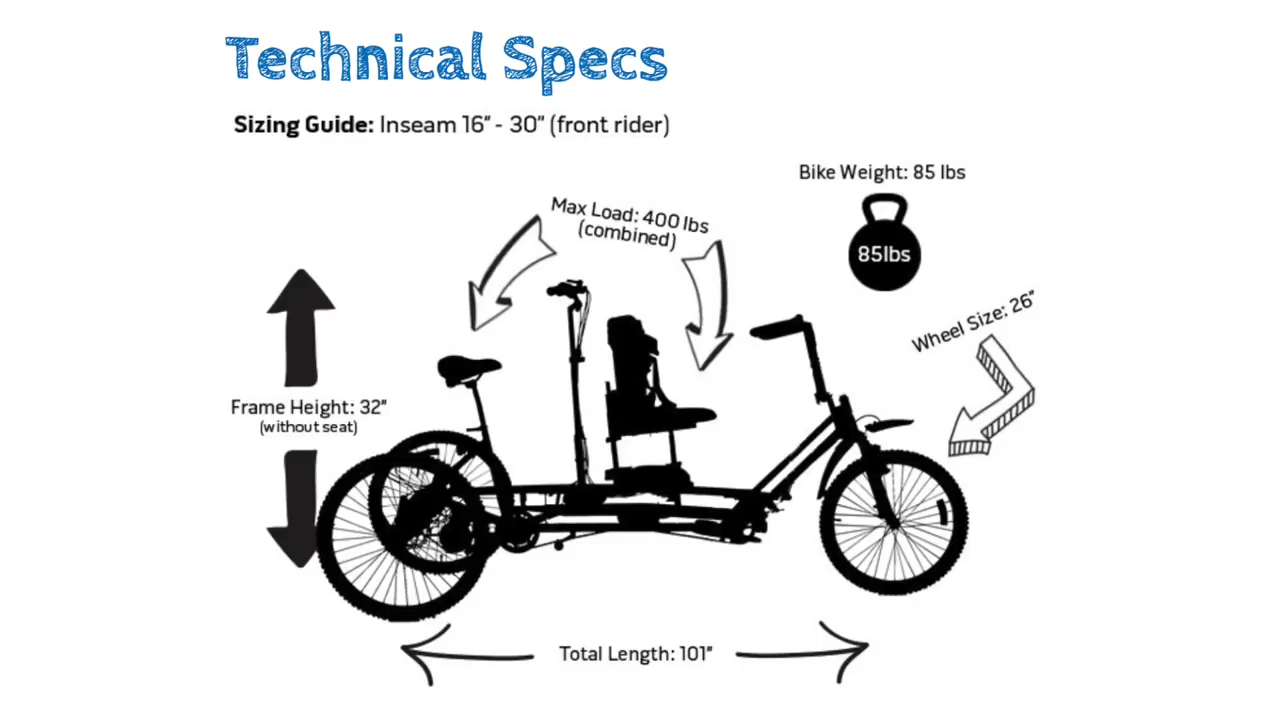 Technical Specs
Sizing Guide: Inseam 16” - 30” (front rider)
Bike Weight: 85 lbs
85lbs
Max Load: 400 lbs
(combined)
Wheel Size: 26”
Frame Height: 32”
(without seat)
Total Length: 101”